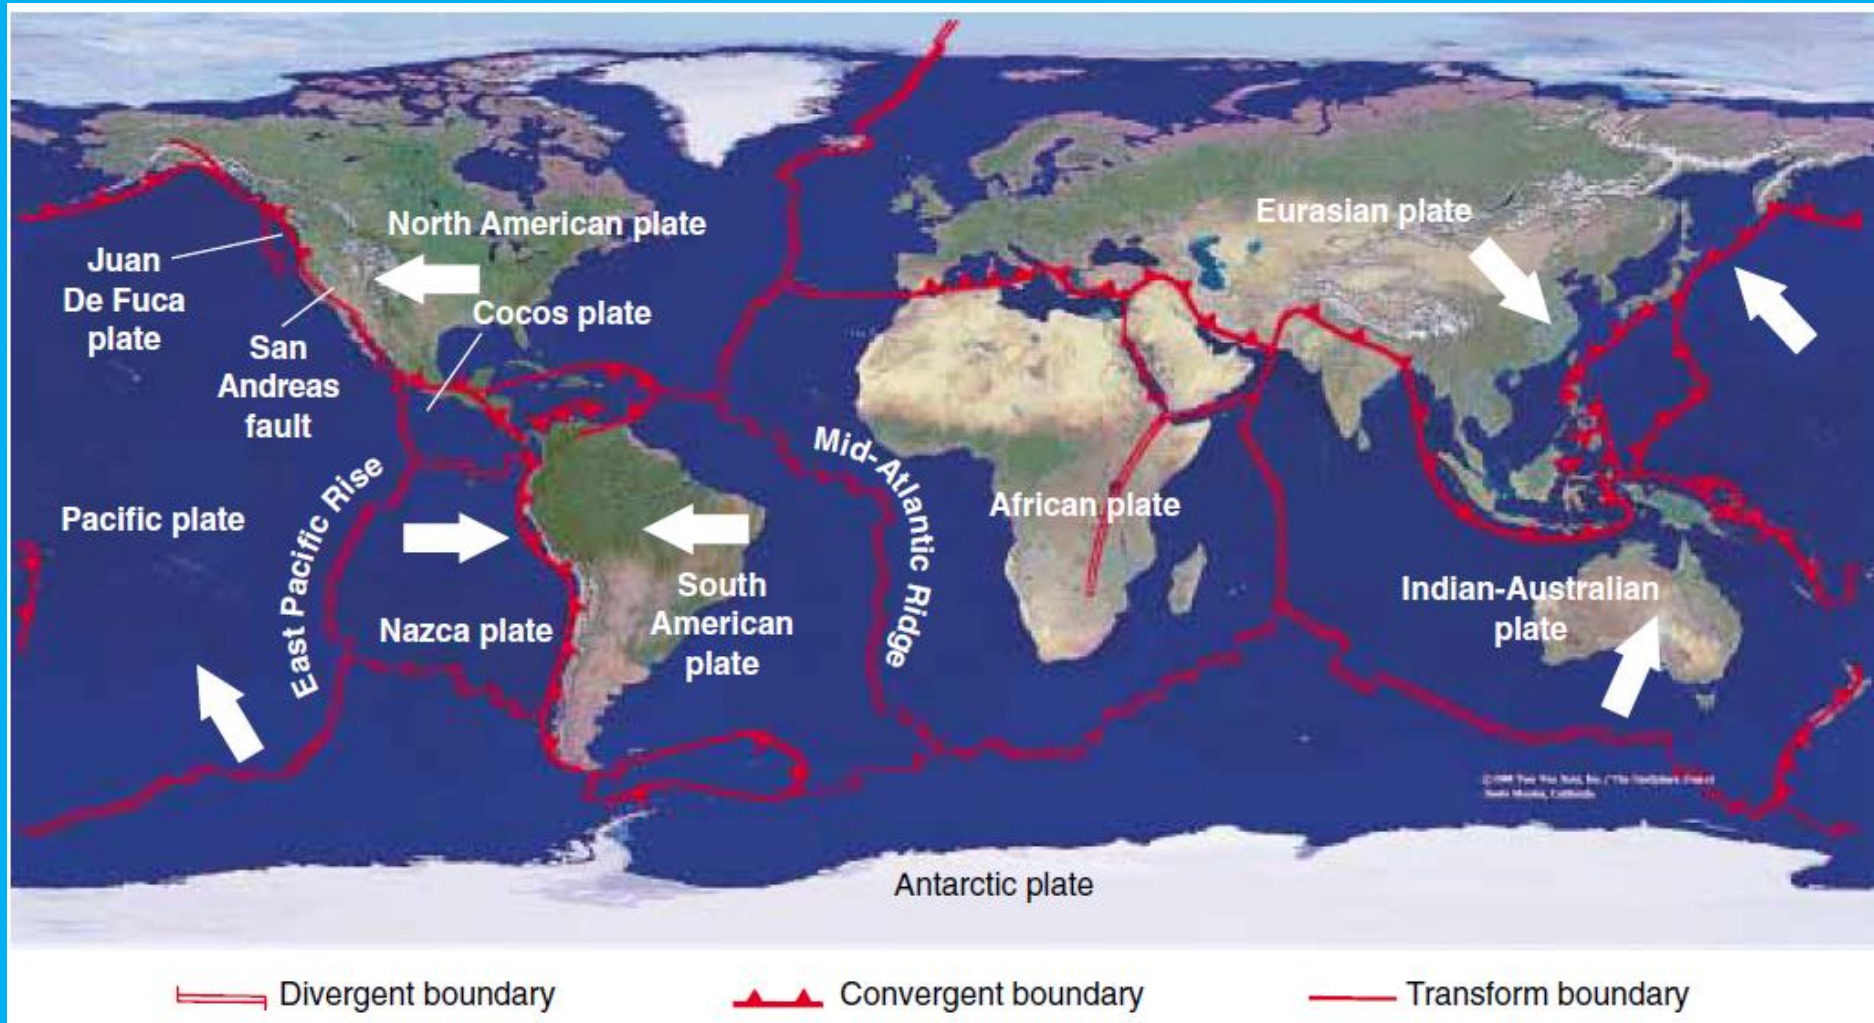 North American plate
Eurasian plate
Juan
De Fuca
plate
Cocos plate
San
Andreas
fault
Mid-Atlantic Ridge
East Pacific Rise
African plate
Pacific plate
Nazca plate
South
American
plate
Indian-Australian
plate
Antarctic plate
Divergent boundary
Convergent boundary
Transform boundary